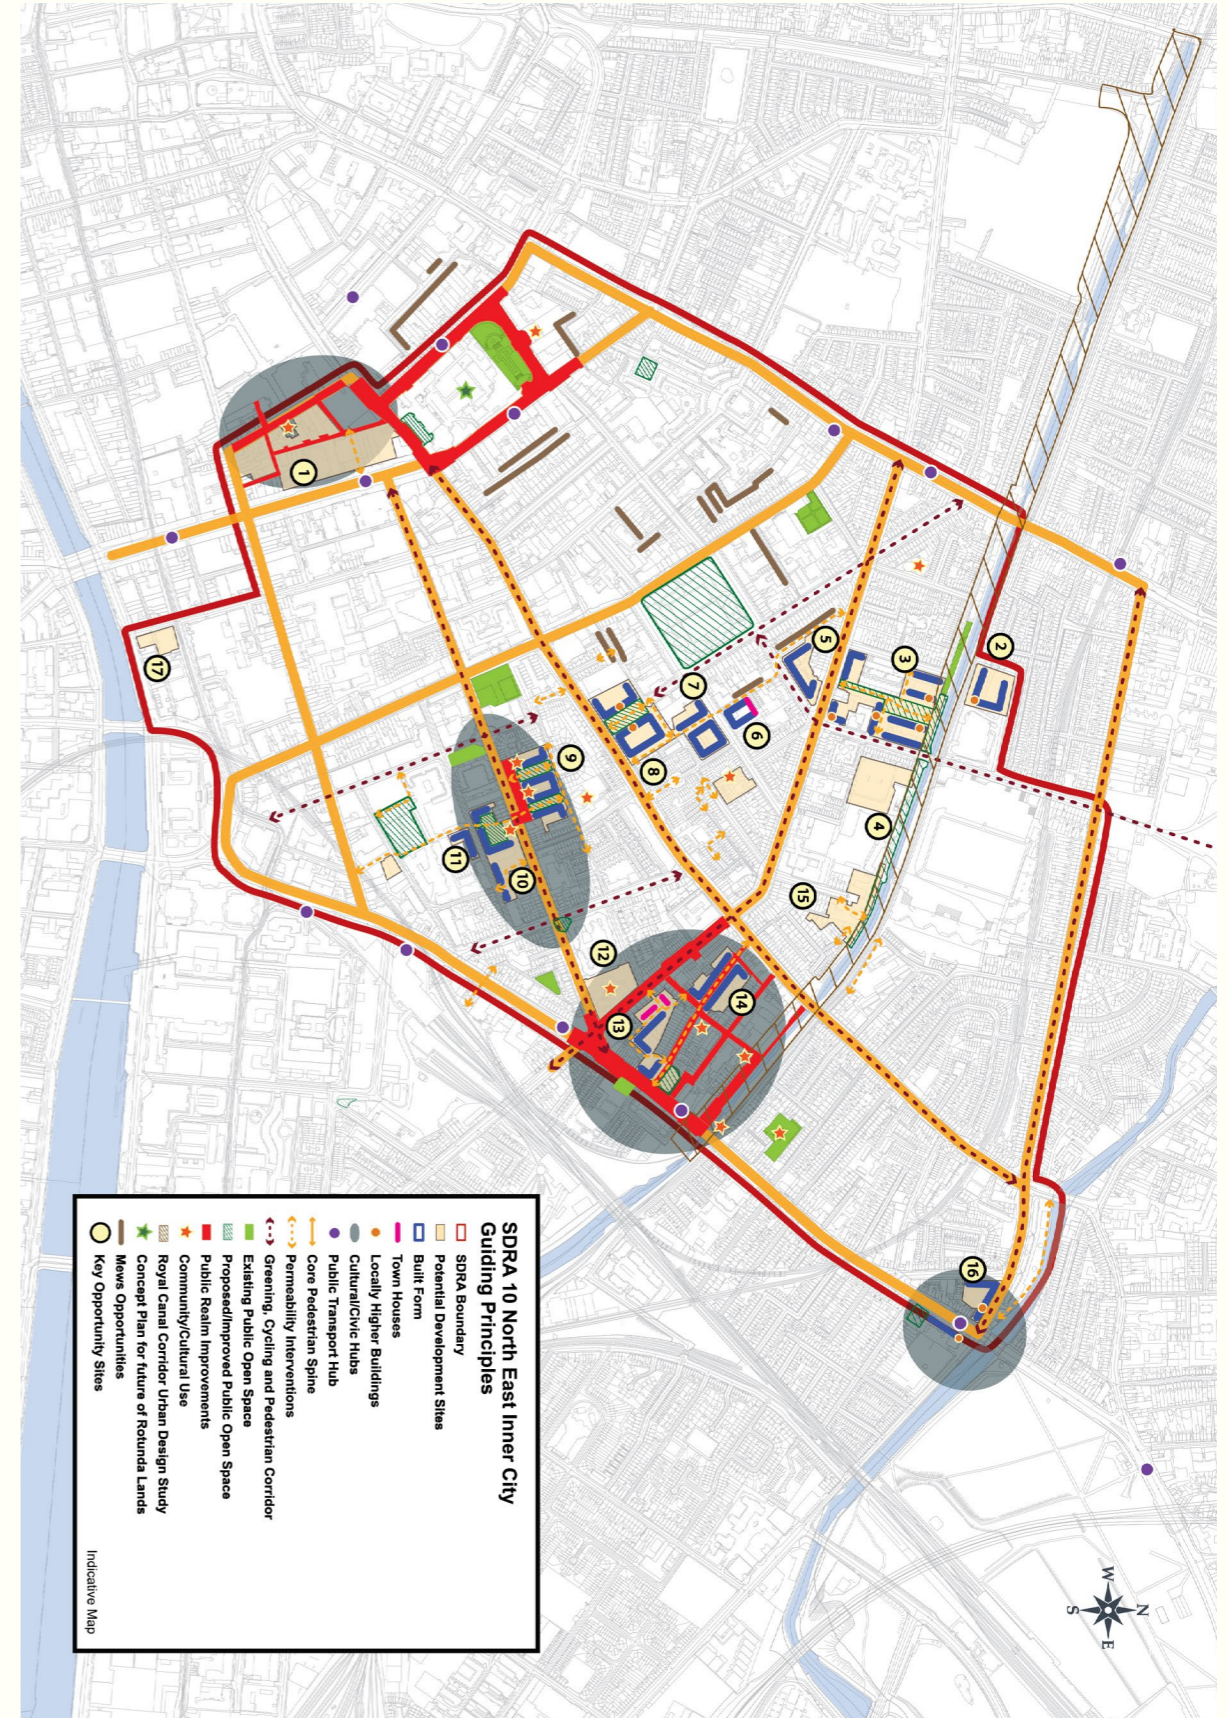 1
2
3
4
5
6
7
8
9
10
11
12
13
14
15
16
17
N
W
E
S
SDRA 10 North East Inner City
Guiding Principles
SDRA Boundary
Potential Development Sites
Built Form
Town Houses
Locally Higher Buildings
Cultural/Civic Hubs
Public Transport Hub
Core Pedestrian Spine
Permeability Interventions
Greening, Cycling and Pedestrian Corridor
Existing Public Open Space
Proposed/Improved Public Open Space
Public Realm Improvements
Community/Cultural Use
Royal Canal Corridor Urban Design Study
Concept Plan for future of Rotunda Lands
Mews Opportunities
Key Opportunity Sites
Indicative Map